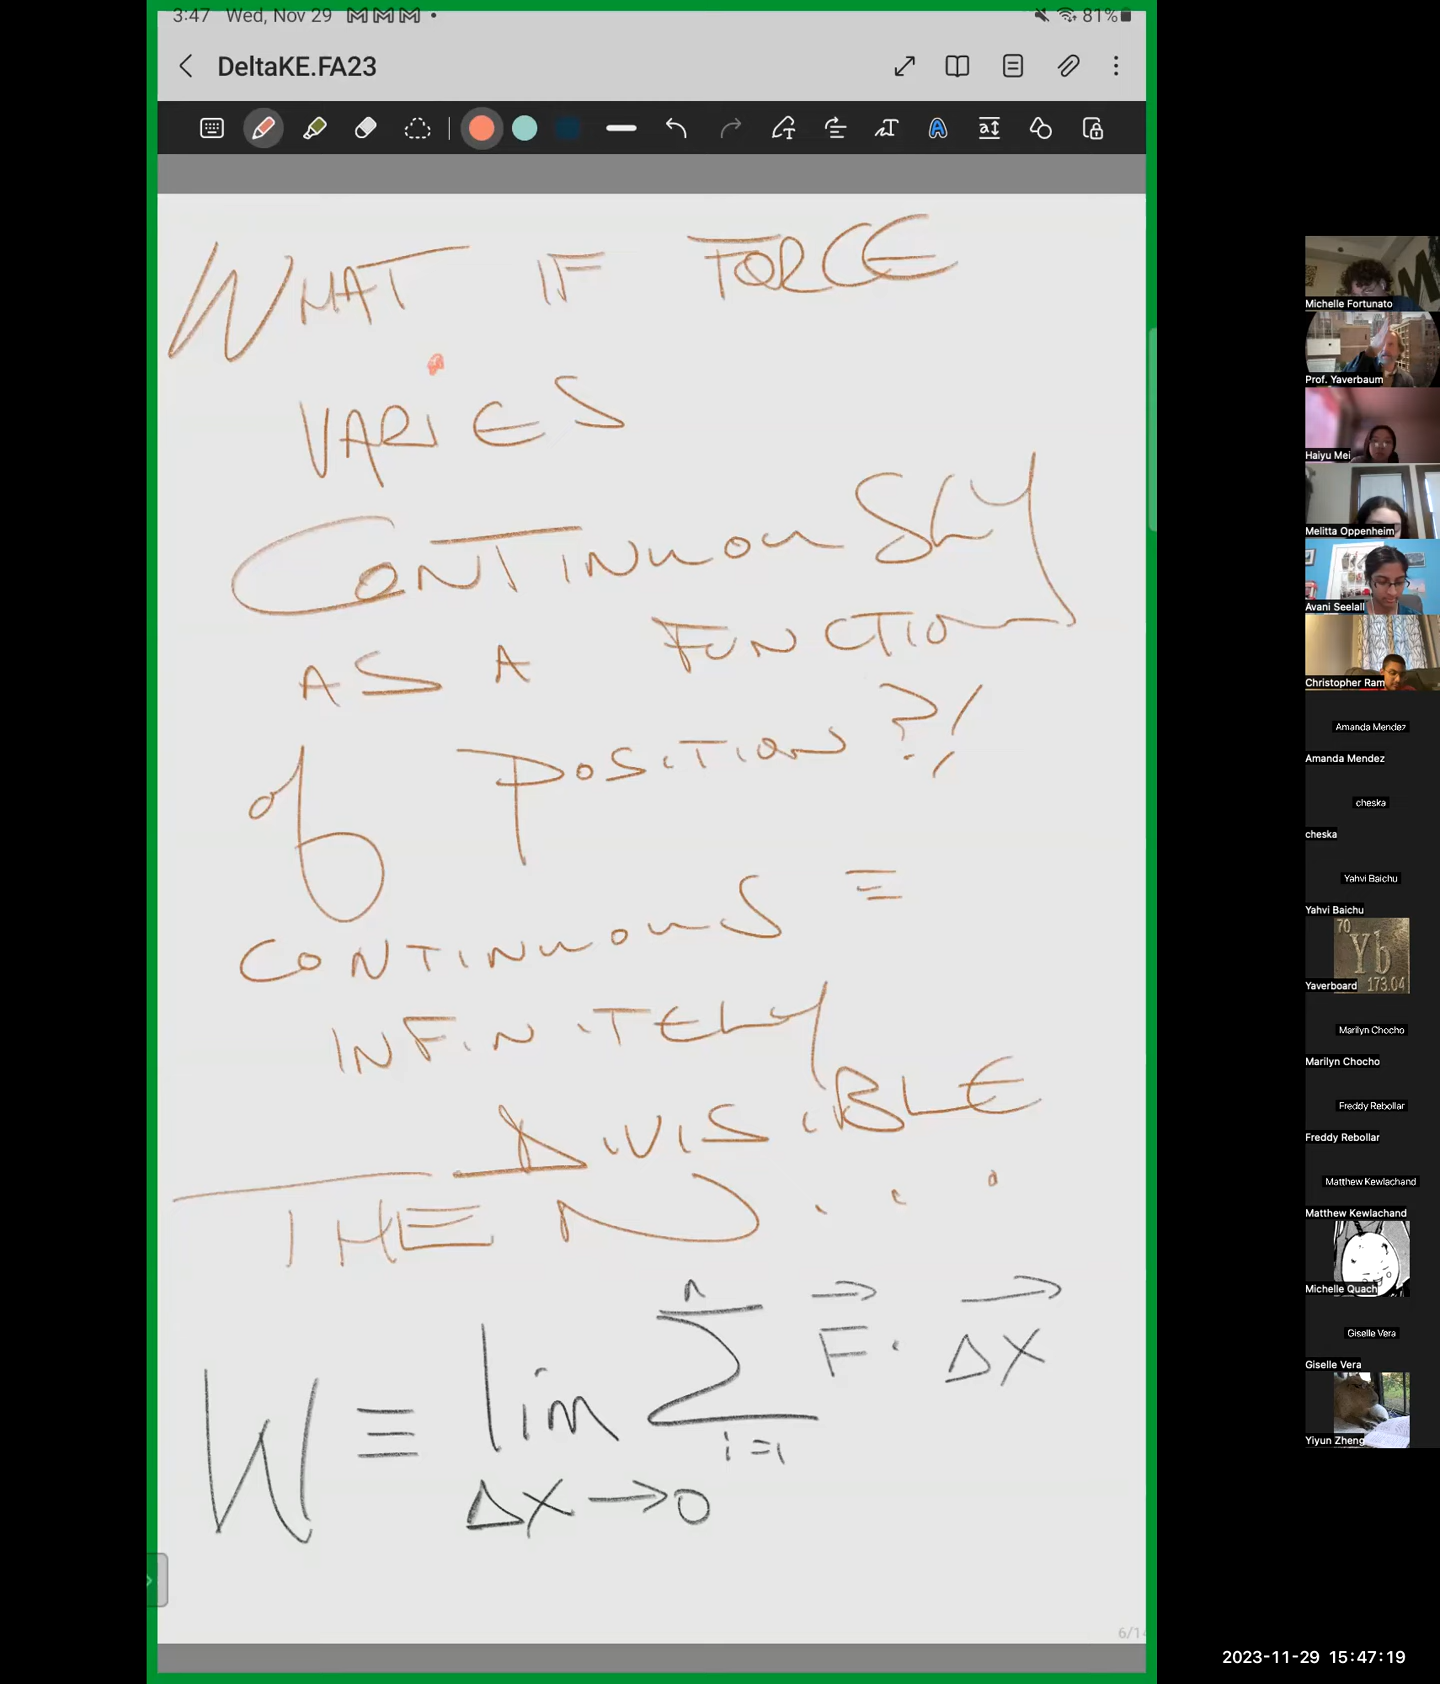 3:47 Wed, Nov 29 M M M •
81%
DeltaKE.FA23
WHAT IF FORCE
VARIES
CONTINUOUSLY
AS A FUNCTION
of POSITION ?!
CONTINUOUS ≡
INFINITELY
DIVISIBLE
THEN . . .
W ≡ lim Δx→0 n Σ i=1 F⃗ · Δx⃗
6/14
Michelle Fortunato
Prof. Yaverbaum
Haiyu Mei
Melitta Oppenheim
Avani Seelall
Christopher Ram
Amanda Mendez
Amanda Mendez
cheska
cheska
Yahvi Baichu
Yahvi Baichu
70
Yb
173.04
Yaverboard
Marilyn Chocho
Marilyn Chocho
Freddy Rebollar
Freddy Rebollar
Matthew Kewlachand
Matthew Kewlachand
Michelle Quach
Giselle Vera
Giselle Vera
Yiyun Zheng
2023-11-29 15:47:19